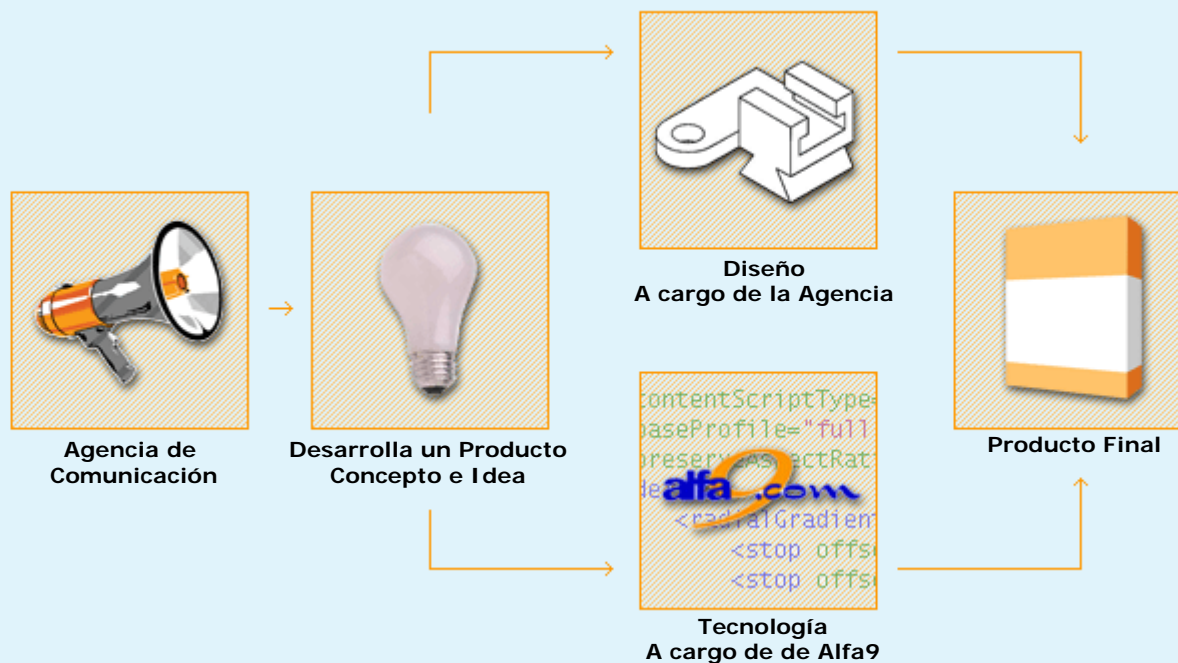 Diseño
A cargo de la Agencia
Agencia de
Comunicación
Desarrolla un Producto
Concepto e Idea
contentScriptType=
baseProfile="full
alfa9.com
<radialGradient
<stop offs
<stop offs
Producto Final
Tecnología
A cargo de de Alfa9